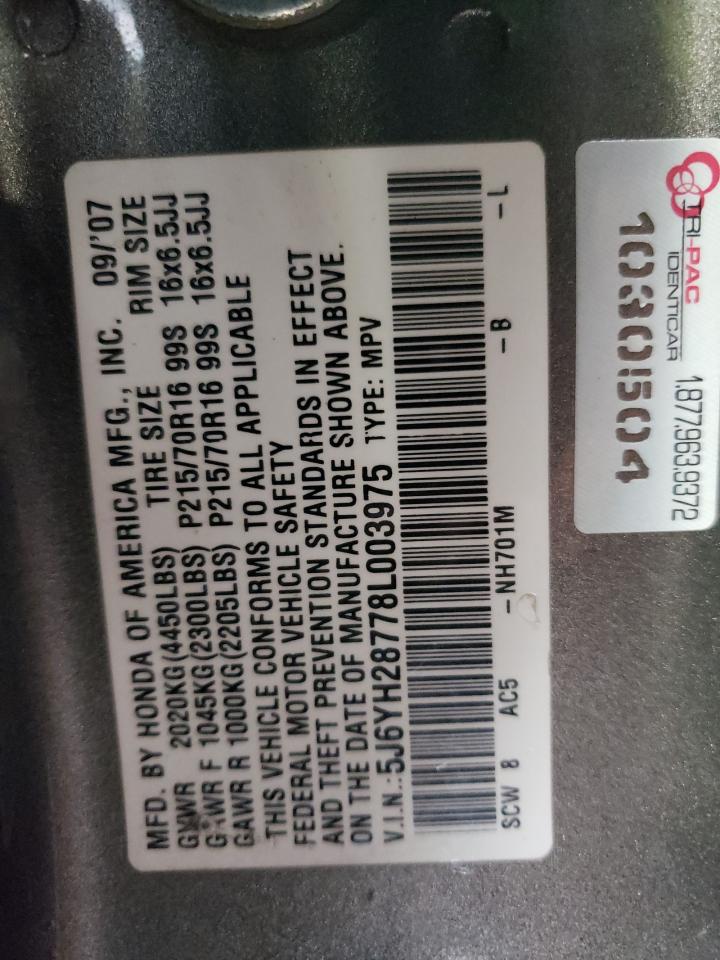 MFD. BY HONDA OF AMERICA MFG., INC. 09/'07
GVWR 2020KG(4450LBS) TIRE SIZE RIM SIZE
GAWR F 1045KG(2300LBS) P215/70R16 99S 16x6.5JJ
GAWR R 1000KG(2205LBS) P215/70R16 99S 16x6.5JJ
THIS VEHICLE CONFORMS TO ALL APPLICABLE
FEDERAL MOTOR VEHICLE SAFETY
AND THEFT PREVENTION STANDARDS IN EFFECT
ON THE DATE OF MANUFACTURE SHOWN ABOVE.
V.I.N.:5J6YH28778L003975 TYPE: MPV
SCW 8 AC5 -NH701M -B -L
10301504
TRI-PAC
IDENTICAR
1.877.963.9372